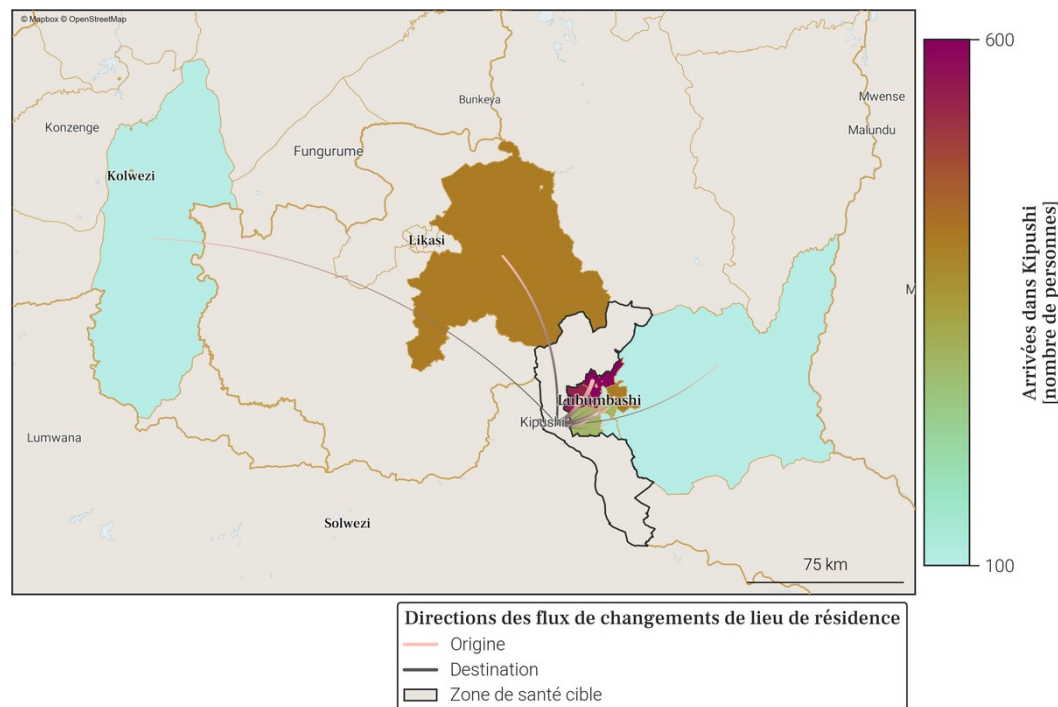 © Mapbox © OpenStreetMap
Bunkeya
Mwense
Konzenge
Malundu
Fungurume
Kolwezi
Likasi
M
Lubumbashi
Kipushi
Lumwana
Solwezi
75 km
600
100
Arrivées dans Kipushi
[nombre de personnes]
Directions des flux de changements de lieu de résidence
Origine
Destination
Zone de santé cible